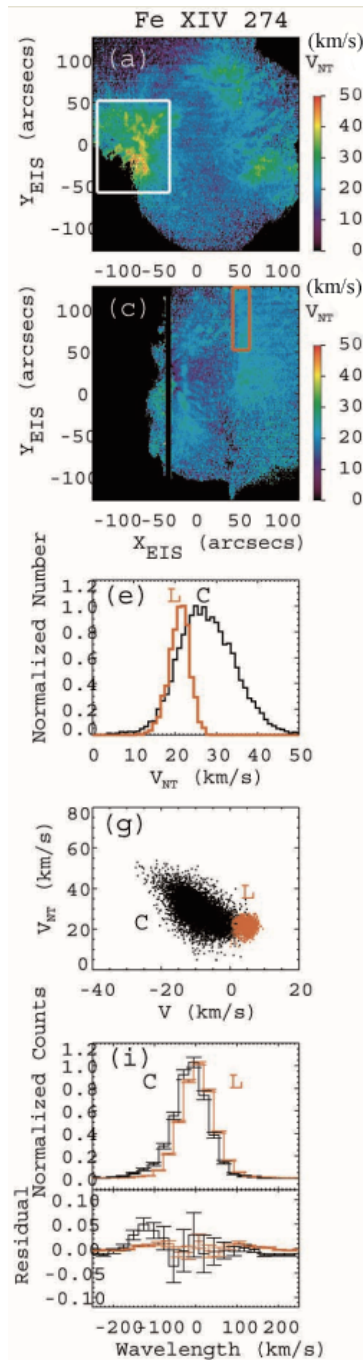 Fe XIV 274
(km/s)
V_NT
(a)
Y_EIS (arcsecs)
100
50
0
-50
-100
50
40
30
20
10
0
-100 -50 0 50 100
(km/s)
V_NT
(c)
Y_EIS (arcsecs)
100
50
0
-50
-100
50
40
30
20
10
0
-100 -50 0 50 100
X_EIS (arcsecs)
(e)
L C
Normalized Number
1.2
1.0
0.8
0.6
0.4
0.2
0.0
0 10 20 30 40 50
V_NT (km/s)
(g)
V_NT (km/s)
80
60
40
20
0
C
L
-40 -20 0 20
V (km/s)
(i)
C L
Normalized Counts
1.2
1.0
0.8
0.6
0.4
0.2
0.0
Residual
0.10
0.05
0.00
-0.05
-0.10
-200 -100 0 100 200
Wavelength (km/s)